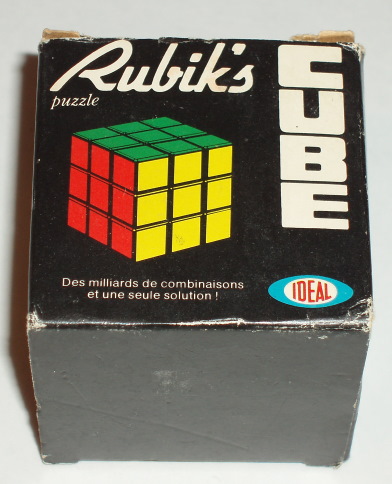 Rubik's
puzzle
CUBE
Des milliards de combinaisons
et une seule solution !
IDEAL